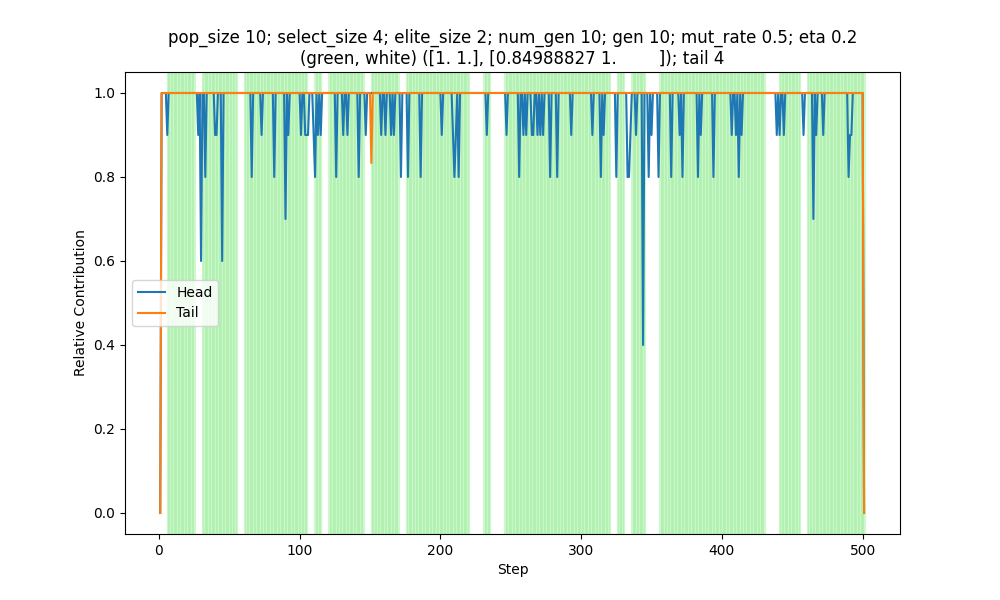 pop_size 10; select_size 4; elite_size 2; num_gen 10; gen 10; mut_rate 0.5; eta 0.2
(green, white) ([1. 1.], [0.84988827 1.         ]); tail 4
1.0
0.8
0.6
0.4
0.2
0.0
Relative Contribution
Head
Tail
0
100
200
300
400
500
Step